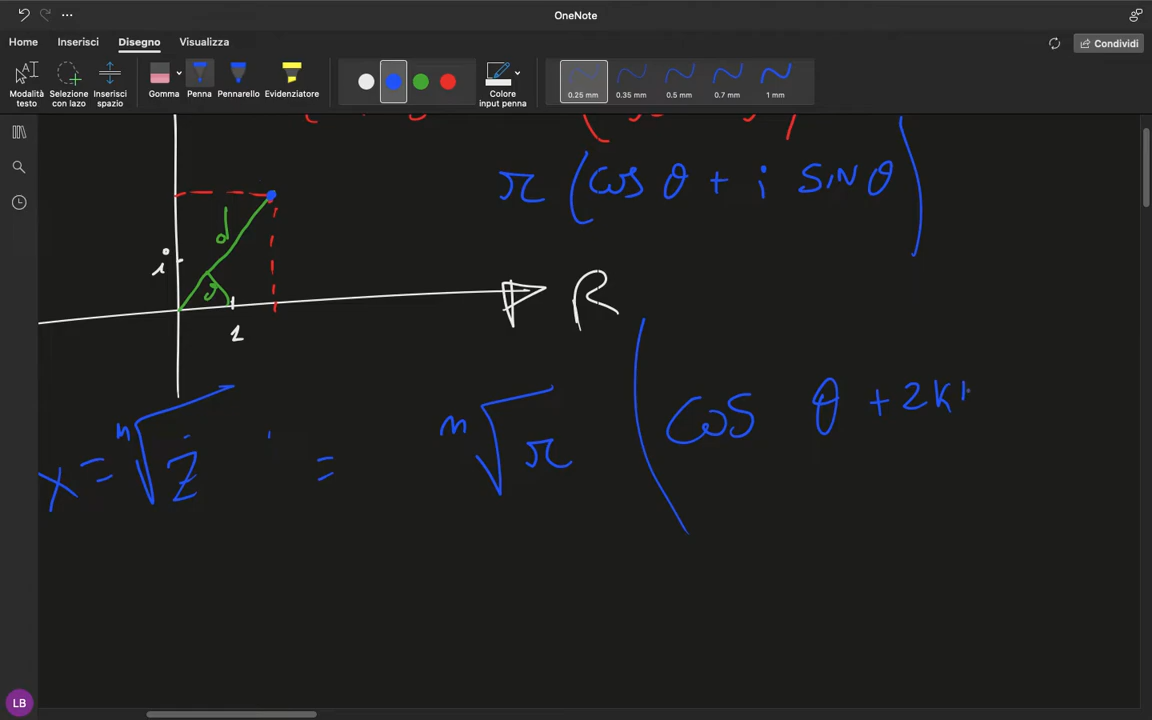 OneNote
Home Inserisci Disegno Visualizza
Condividi
Modalità testo
Selezione con lazo
Inserisci spazio
Gomma
Penna
Pennarello
Evidenziatore
Colore input penna
0.25 mm 0.35 mm 0.5 mm 0.7 mm 1 mm
r (cos θ + i sin θ)
d
i
ϑ
1
R
x = ⁿ√z = ⁿ√r (cos θ + 2k
LB